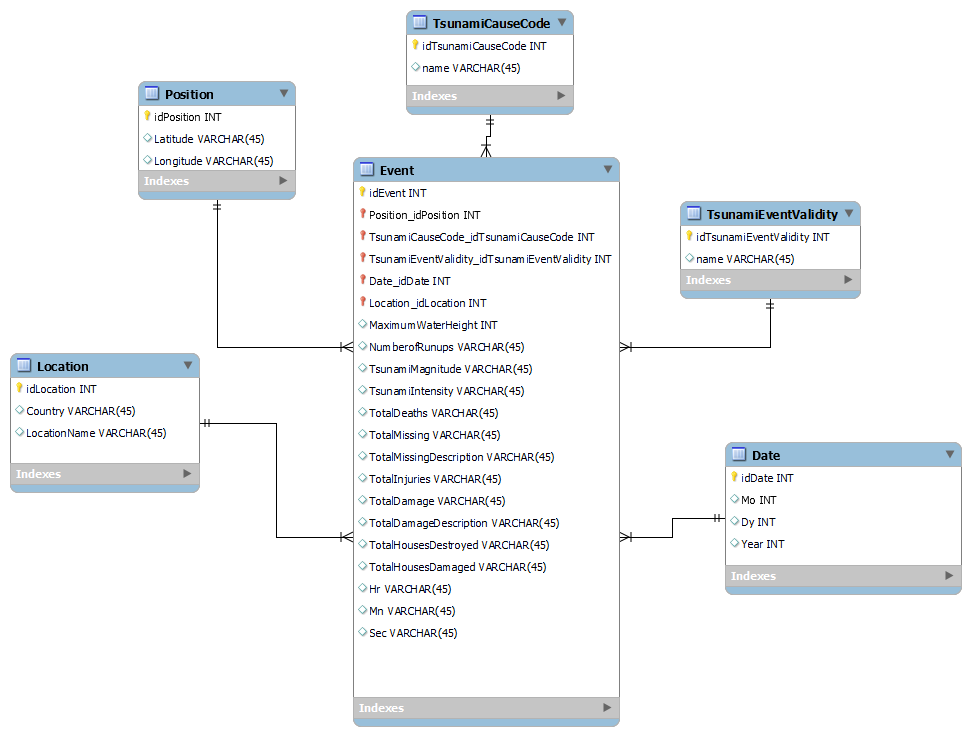 TsunamiCauseCode
idTsunamiCauseCode INT
name VARCHAR(45)
Indexes
Position
idPosition INT
Latitude VARCHAR(45)
Longitude VARCHAR(45)
Indexes
Event
idEvent INT
Position_idPosition INT
TsunamiCauseCode_idTsunamiCauseCode INT
TsunamiEventValidity_idTsunamiEventValidity INT
Date_idDate INT
Location_idLocation INT
MaximumWaterHeight INT
NumberofRunups VARCHAR(45)
TsunamiMagnitude VARCHAR(45)
TsunamiIntensity VARCHAR(45)
TotalDeaths VARCHAR(45)
TotalMissing VARCHAR(45)
TotalMissingDescription VARCHAR(45)
TotalInjuries VARCHAR(45)
TotalDamage VARCHAR(45)
TotalDamageDescription VARCHAR(45)
TotalHousesDestroyed VARCHAR(45)
TotalHousesDamaged VARCHAR(45)
Hr VARCHAR(45)
Mn VARCHAR(45)
Sec VARCHAR(45)
Indexes
TsunamiEventValidity
idTsunamiEventValidity INT
name VARCHAR(45)
Indexes
Location
idLocation INT
Country VARCHAR(45)
LocationName VARCHAR(45)
Indexes
Date
idDate INT
Mo INT
Dy INT
Year INT
Indexes